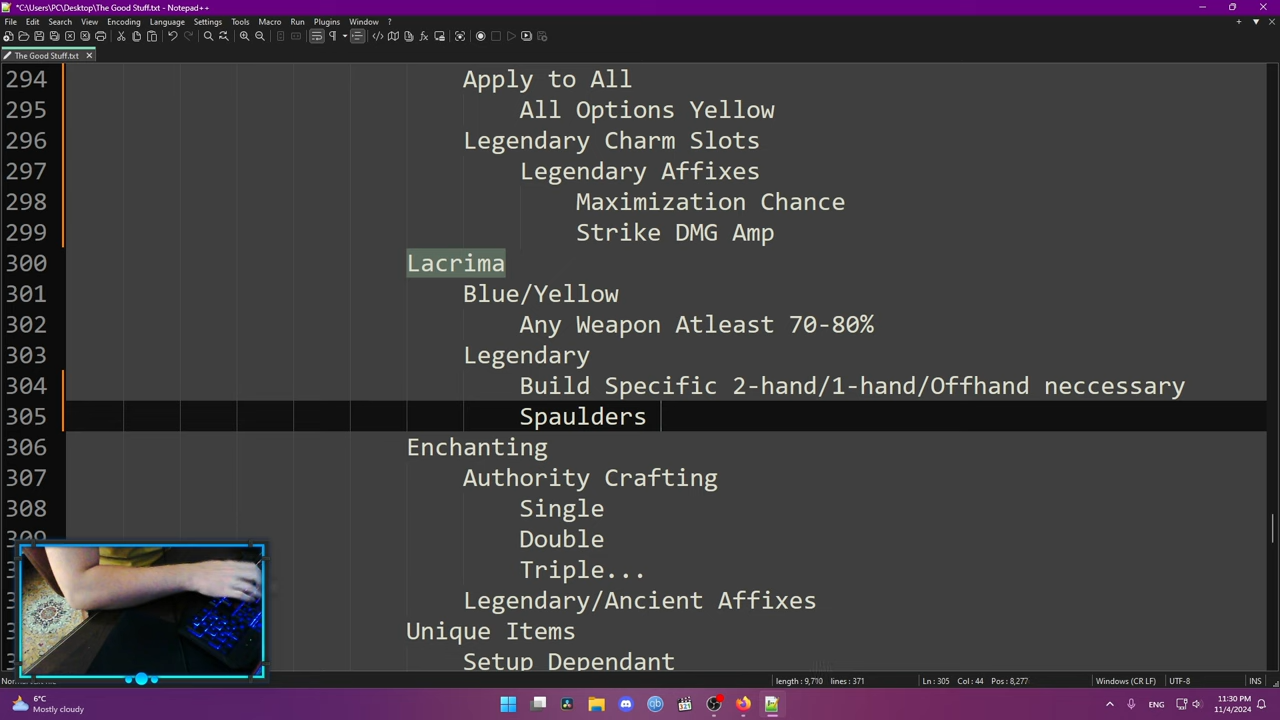 *C:\Users\PC\Desktop\The Good Stuff.txt - Notepad++
File Edit Search View Encoding Language Settings Tools Macro Run Plugins Window ?
The Good Stuff.txt
294 Apply to All
295 All Options Yellow
296 Legendary Charm Slots
297 Legendary Affixes
298 Maximization Chance
299 Strike DMG Amp
300 Lacrima
301 Blue/Yellow
302 Any Weapon Atleast 70-80%
303 Legendary
304 Build Specific 2-hand/1-hand/Offhand neccessary
305 Spaulders
306 Enchanting
307 Authority Crafting
308 Single
309 Double
Triple...
Legendary/Ancient Affixes
Unique Items
Setup Dependant
length : 9,710 lines : 371
Ln : 305 Col : 44 Pos : 8,277
Windows (CR LF)
UTF-8
INS
6°C
Mostly cloudy
ENG
11:30 PM
11/4/2024